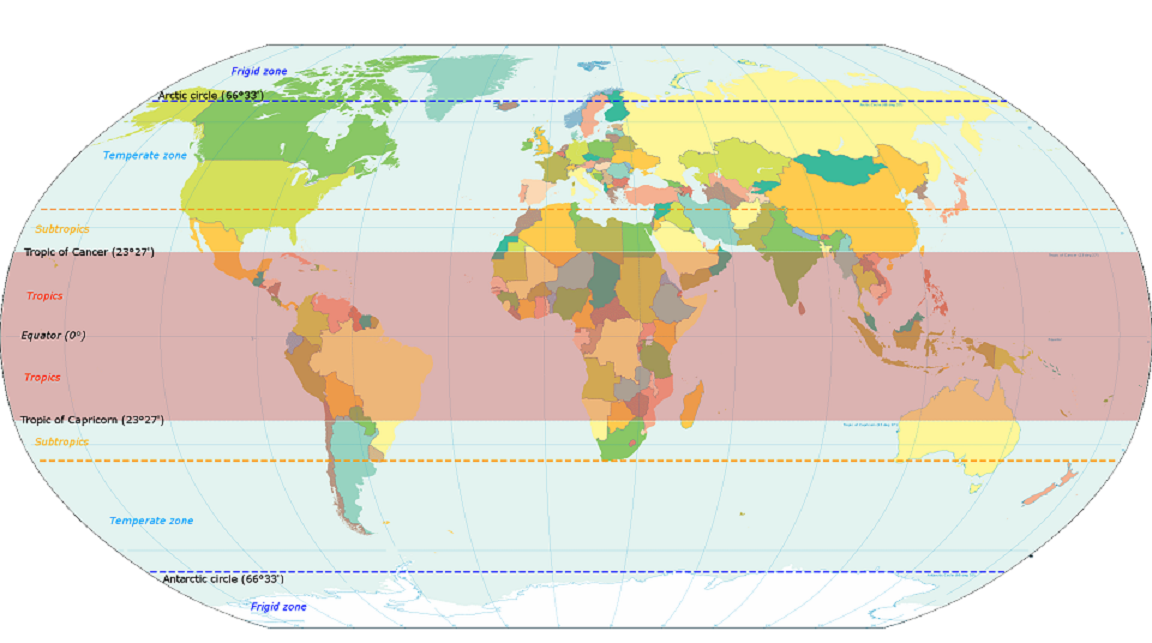 Frigid zone
Arctic circle (66°33')
Temperate zone
Subtropics
Tropic of Cancer (23°27')
Tropics
Equator (0°)
Tropics
Tropic of Capricorn (23°27')
Subtropics
Temperate zone
Antarctic circle (66°33')
Frigid zone